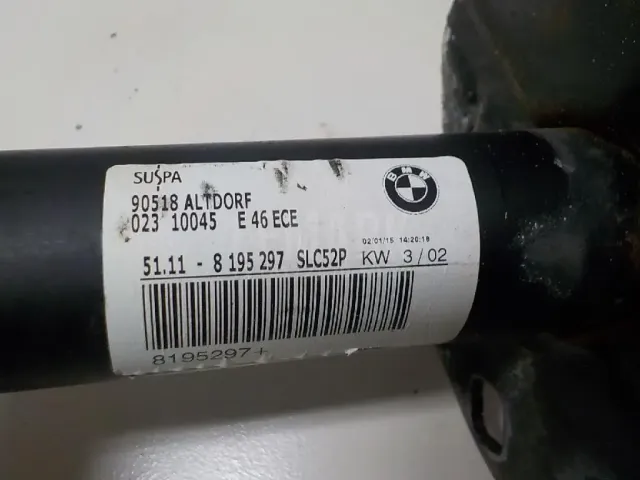 SUSPA
90518 ALTDORF
023 10045 E 46 ECE
BMW
02/01/15 14:20:18
51.11 - 8 195 297 SLC52P KW 3/02
8195297+